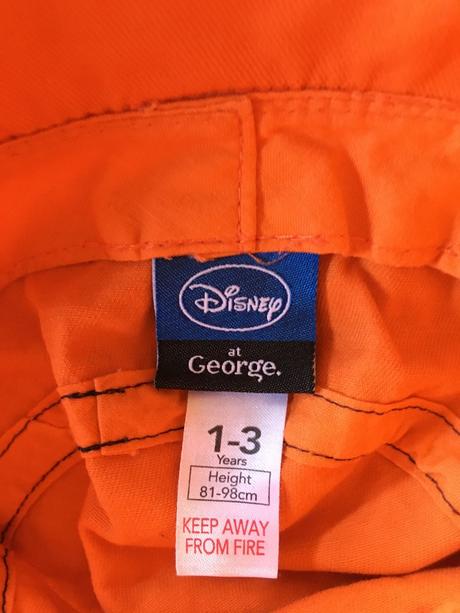 Disney
at
George.
1-3
Years
Height
81-98cm
KEEP AWAY
FROM FIRE